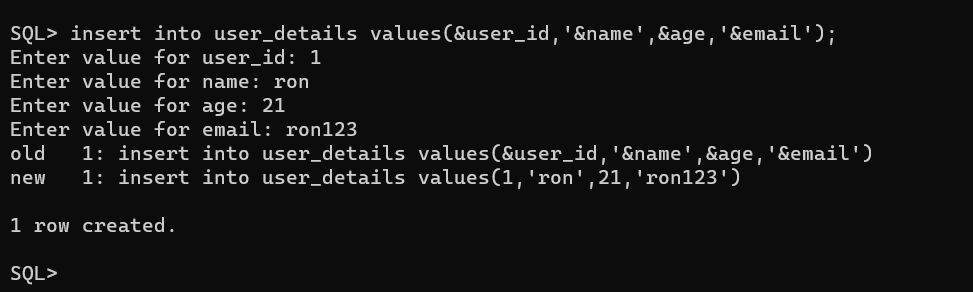 SQL> insert into user_details values(&user_id,'&name',&age,'&email');
Enter value for user_id: 1
Enter value for name: ron
Enter value for age: 21
Enter value for email: ron123
old   1: insert into user_details values(&user_id,'&name',&age,'&email')
new   1: insert into user_details values(1,'ron',21,'ron123')
1 row created.
SQL>